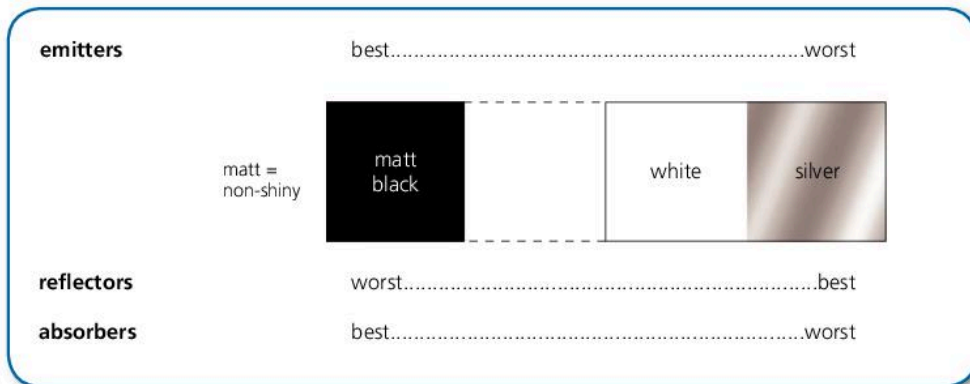 emitters best........................................................................worst
matt =
non-shiny
matt
black
white
silver
reflectors worst........................................................................best
absorbers best........................................................................worst